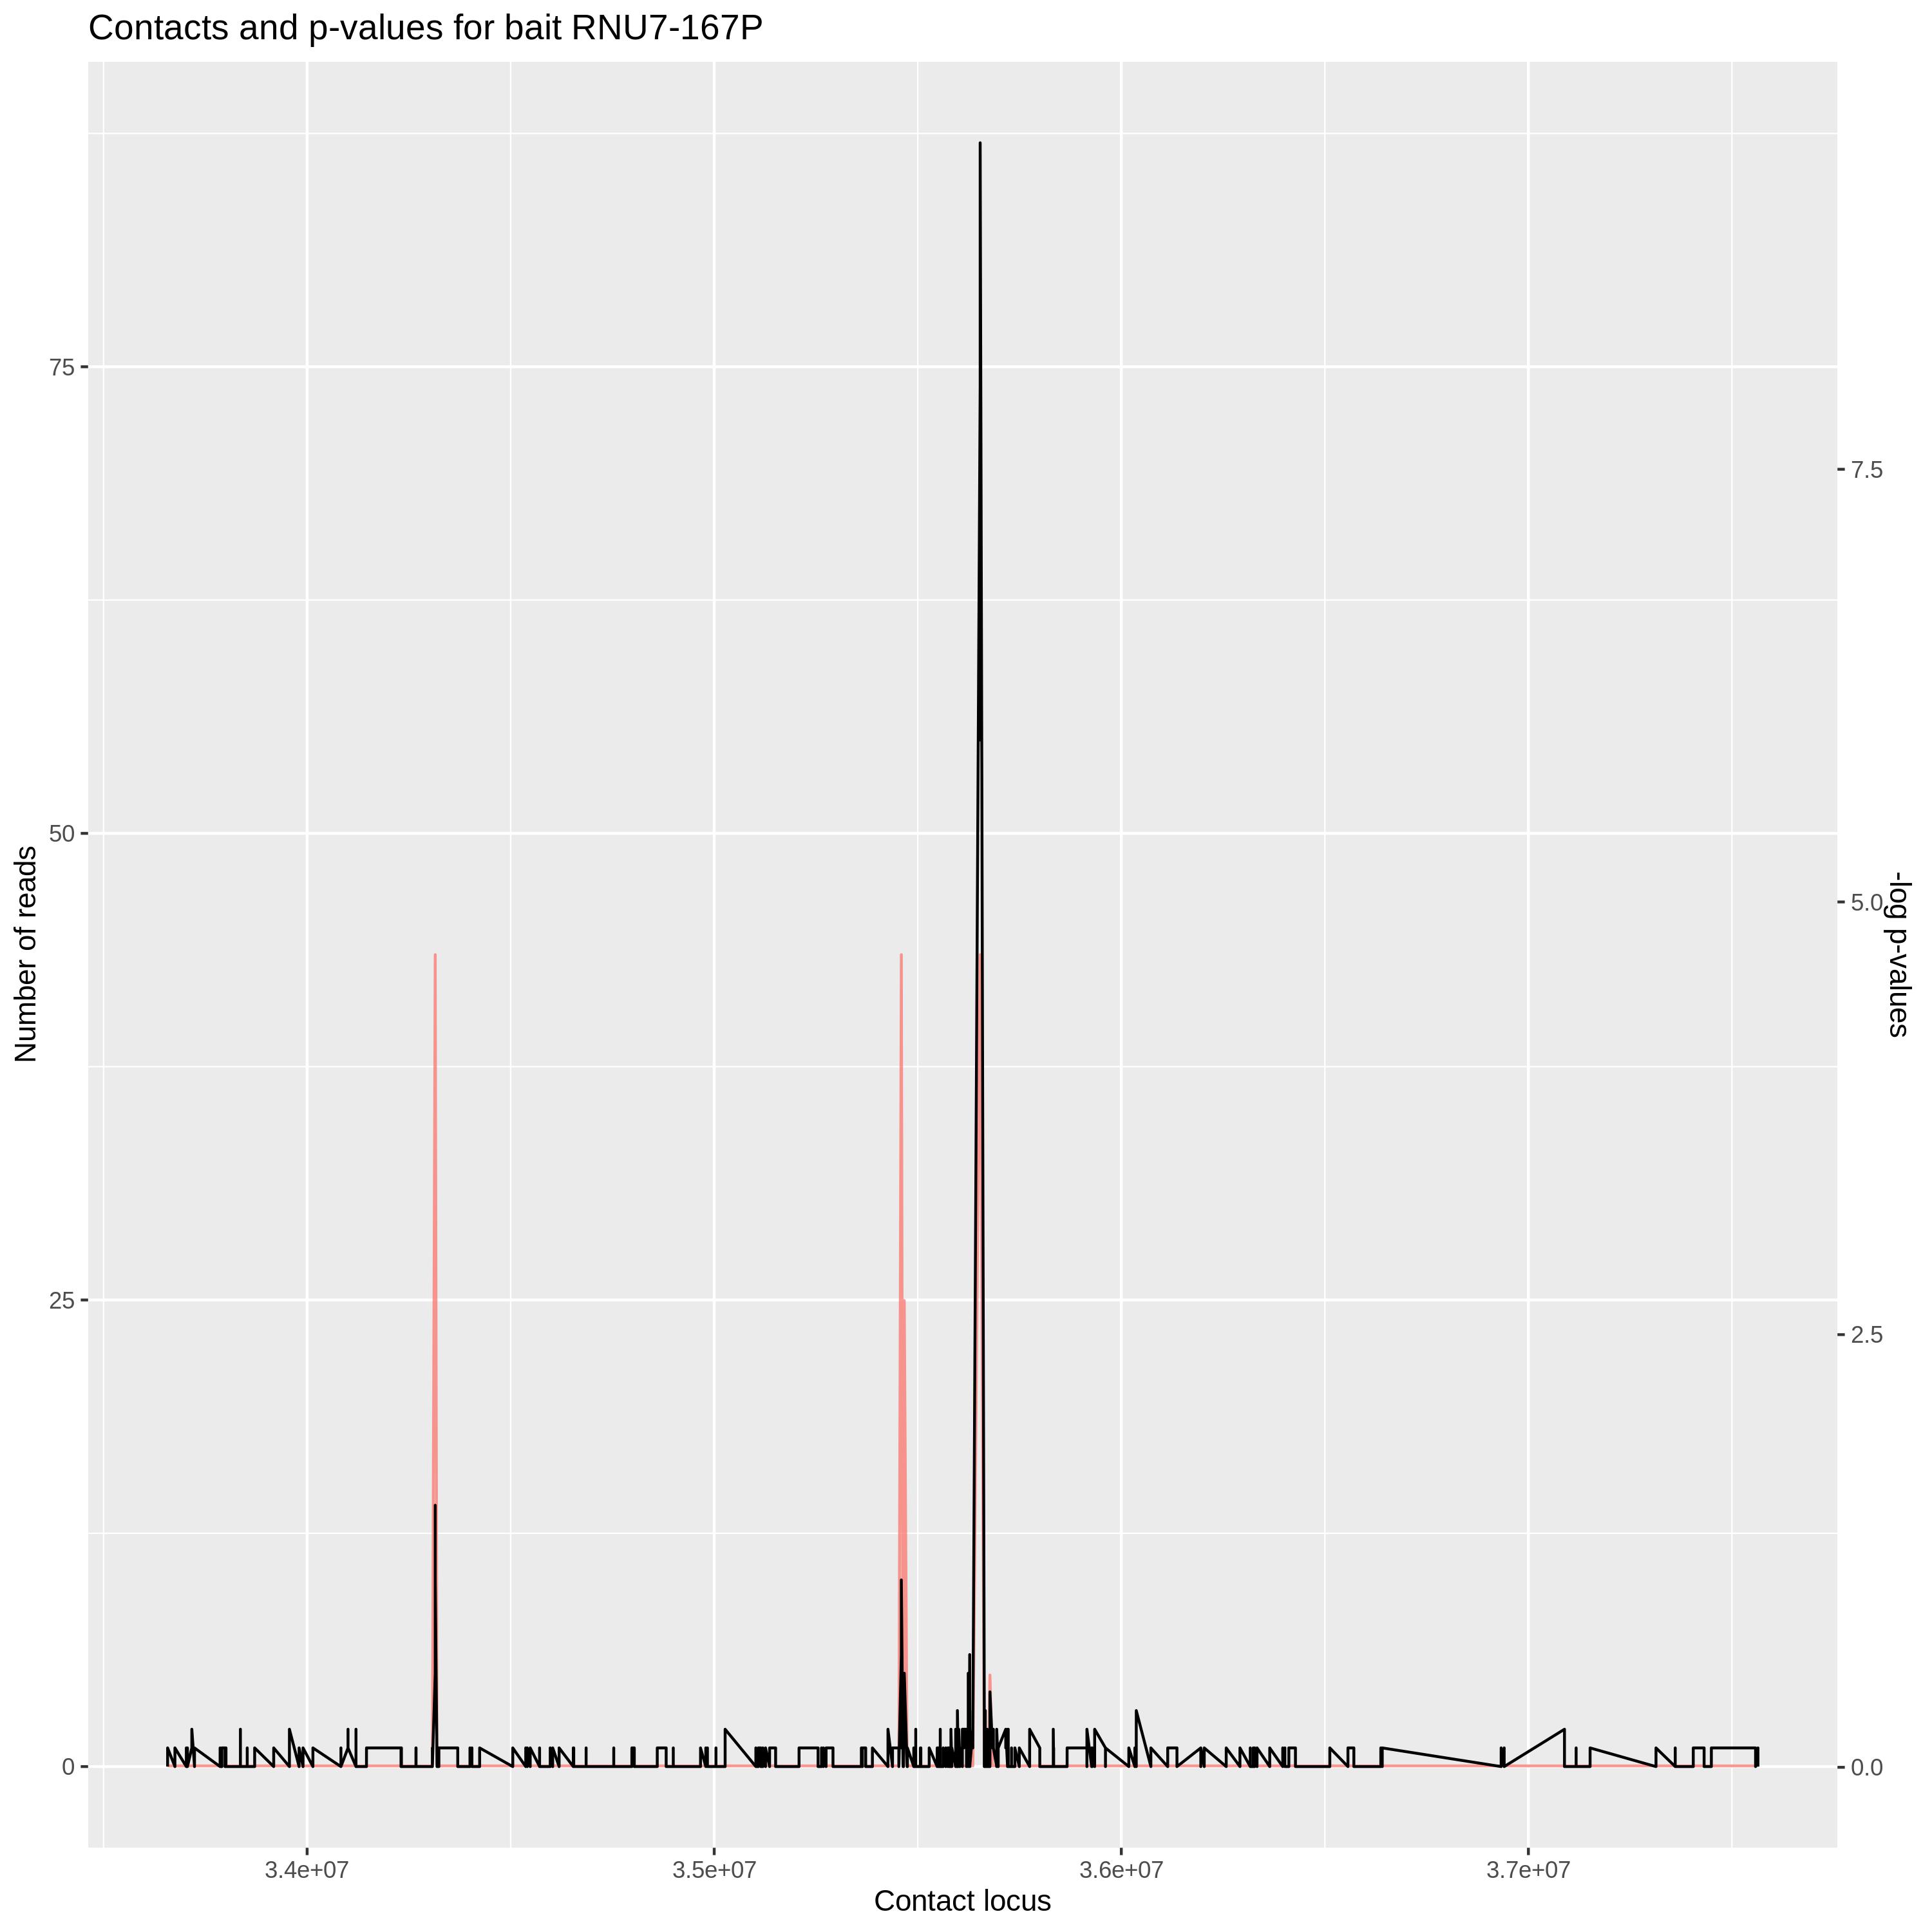 Contacts and p-values for bait RNU7-167P
75
50
25
0
Number of reads
7.5
5.0
2.5
0.0
-log p-values
3.4e+07
3.5e+07
3.6e+07
3.7e+07
Contact locus